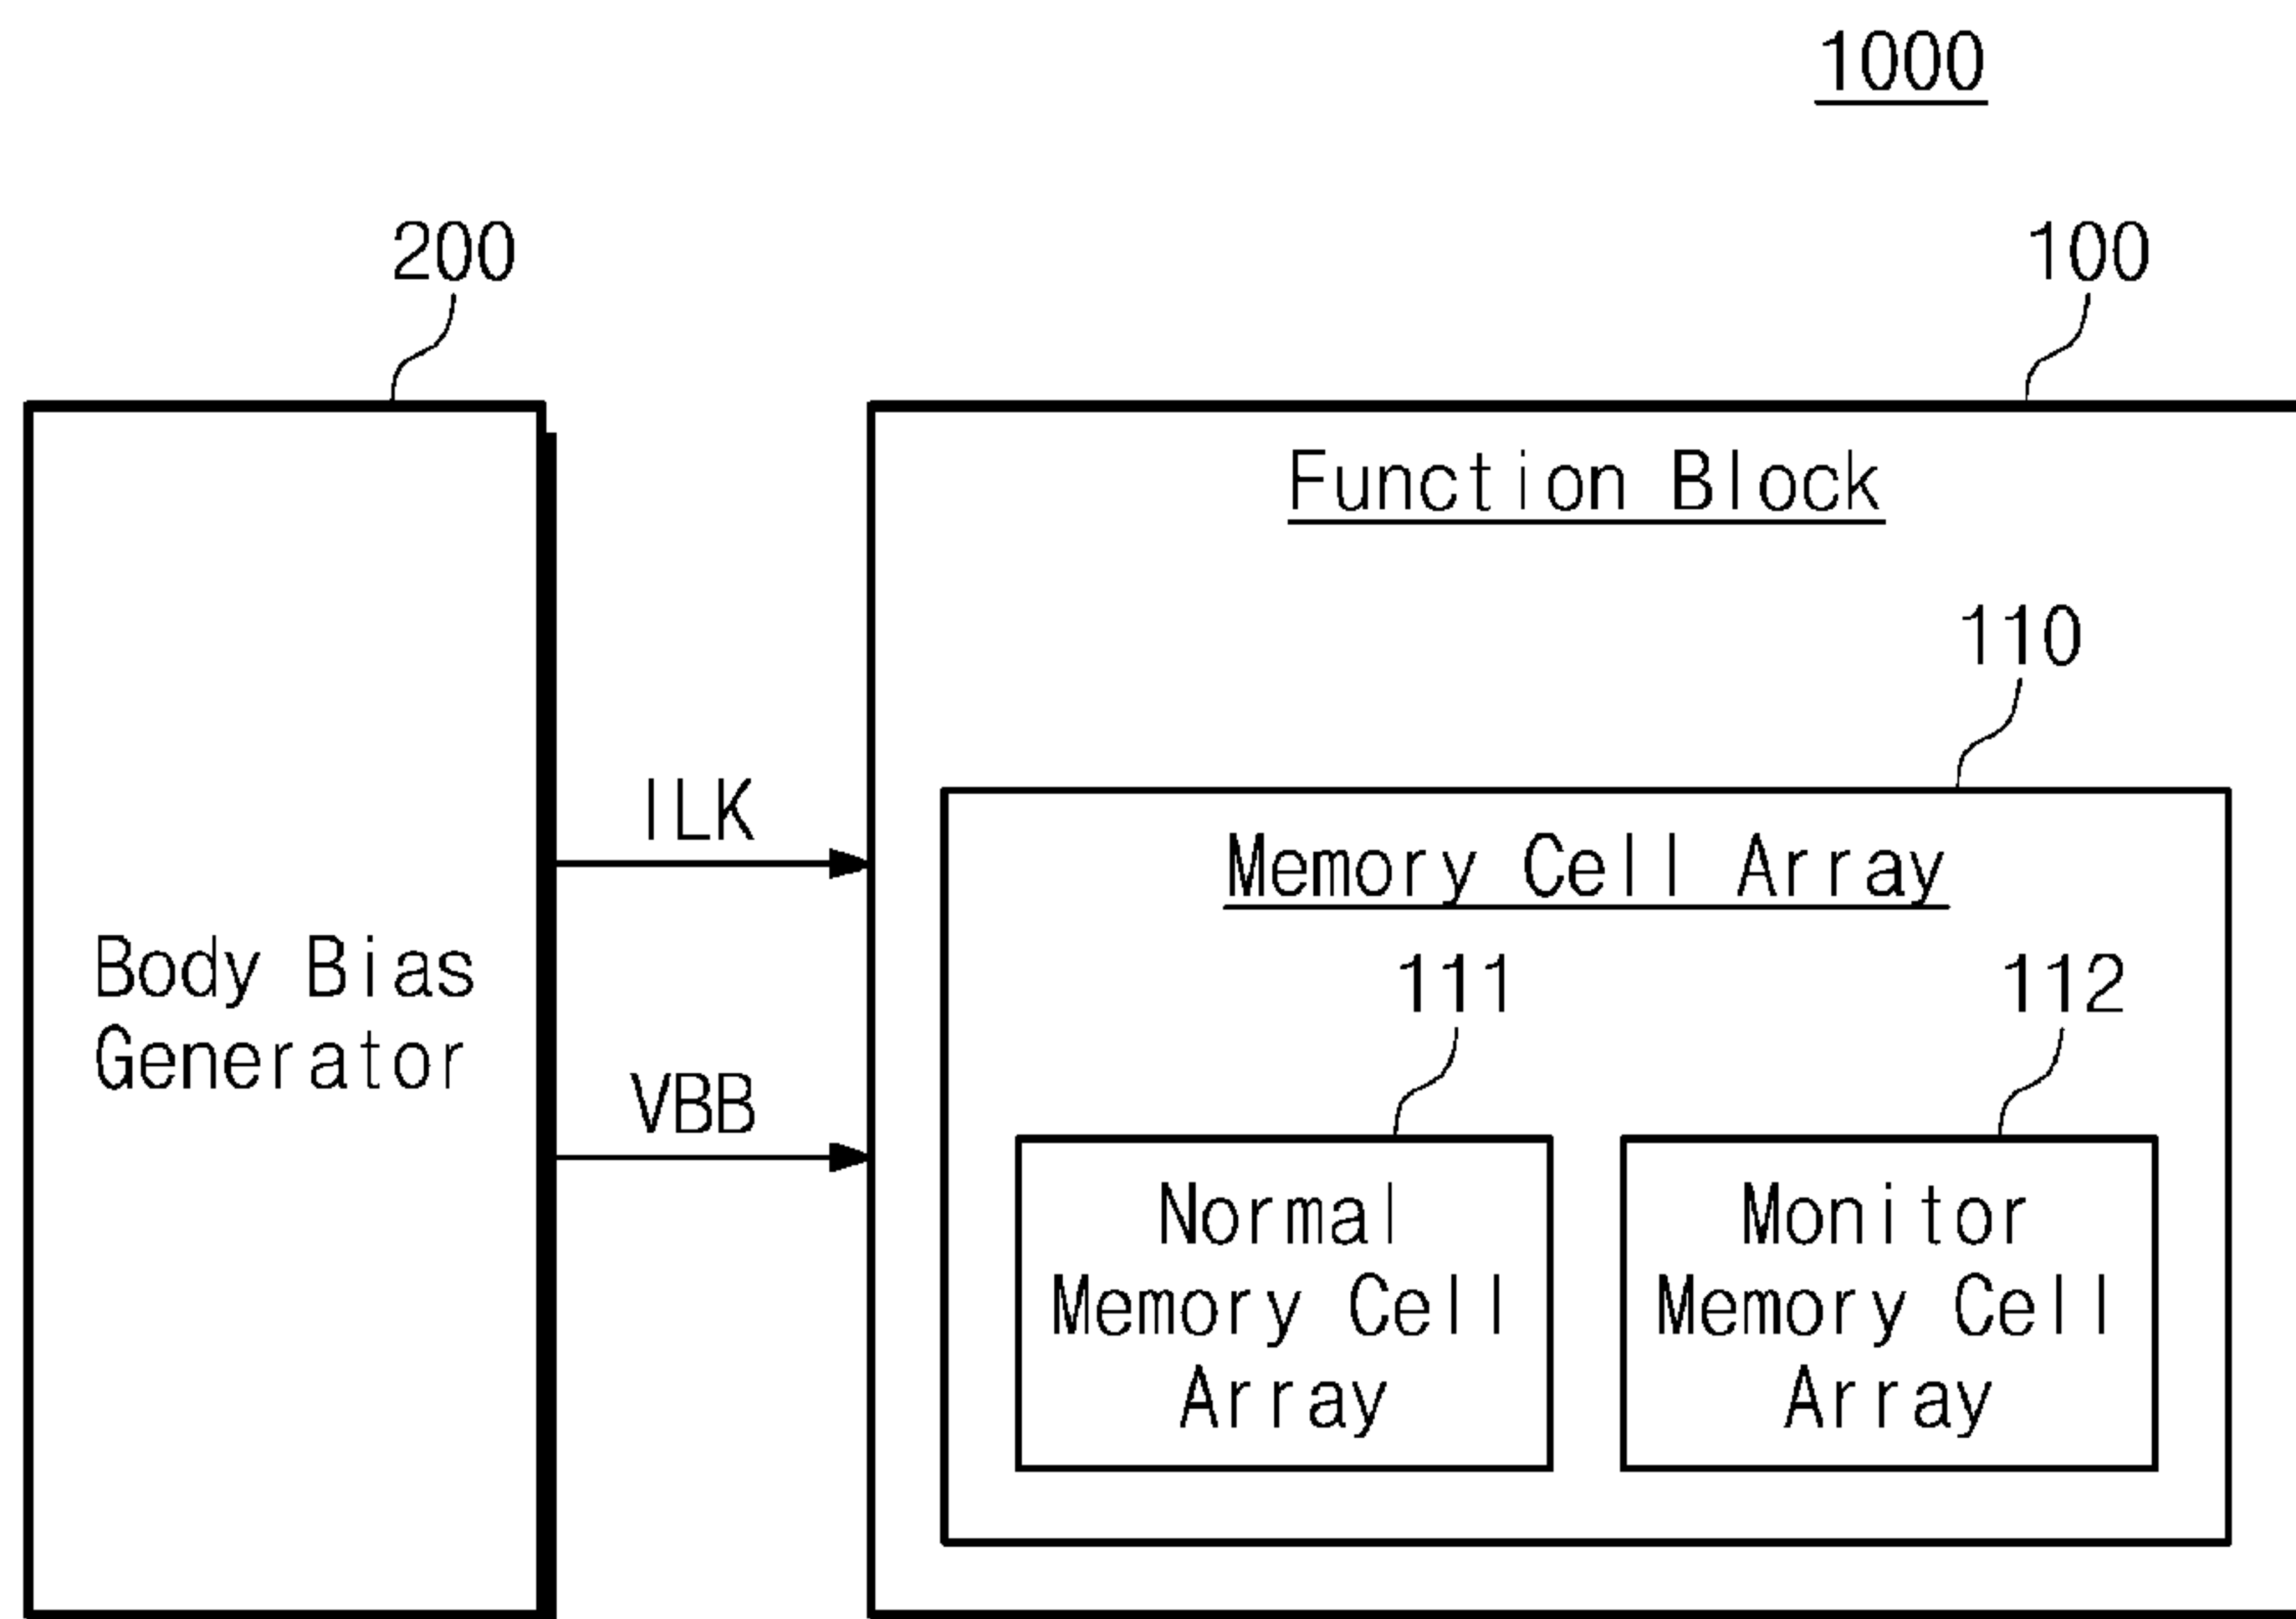 1000
200
100
Function Block
110
ILK
Memory Cell Array
Body Bias
Generator
111
112
VBB
Normal
Memory Cell
Array
Monitor
Memory Cell
Array